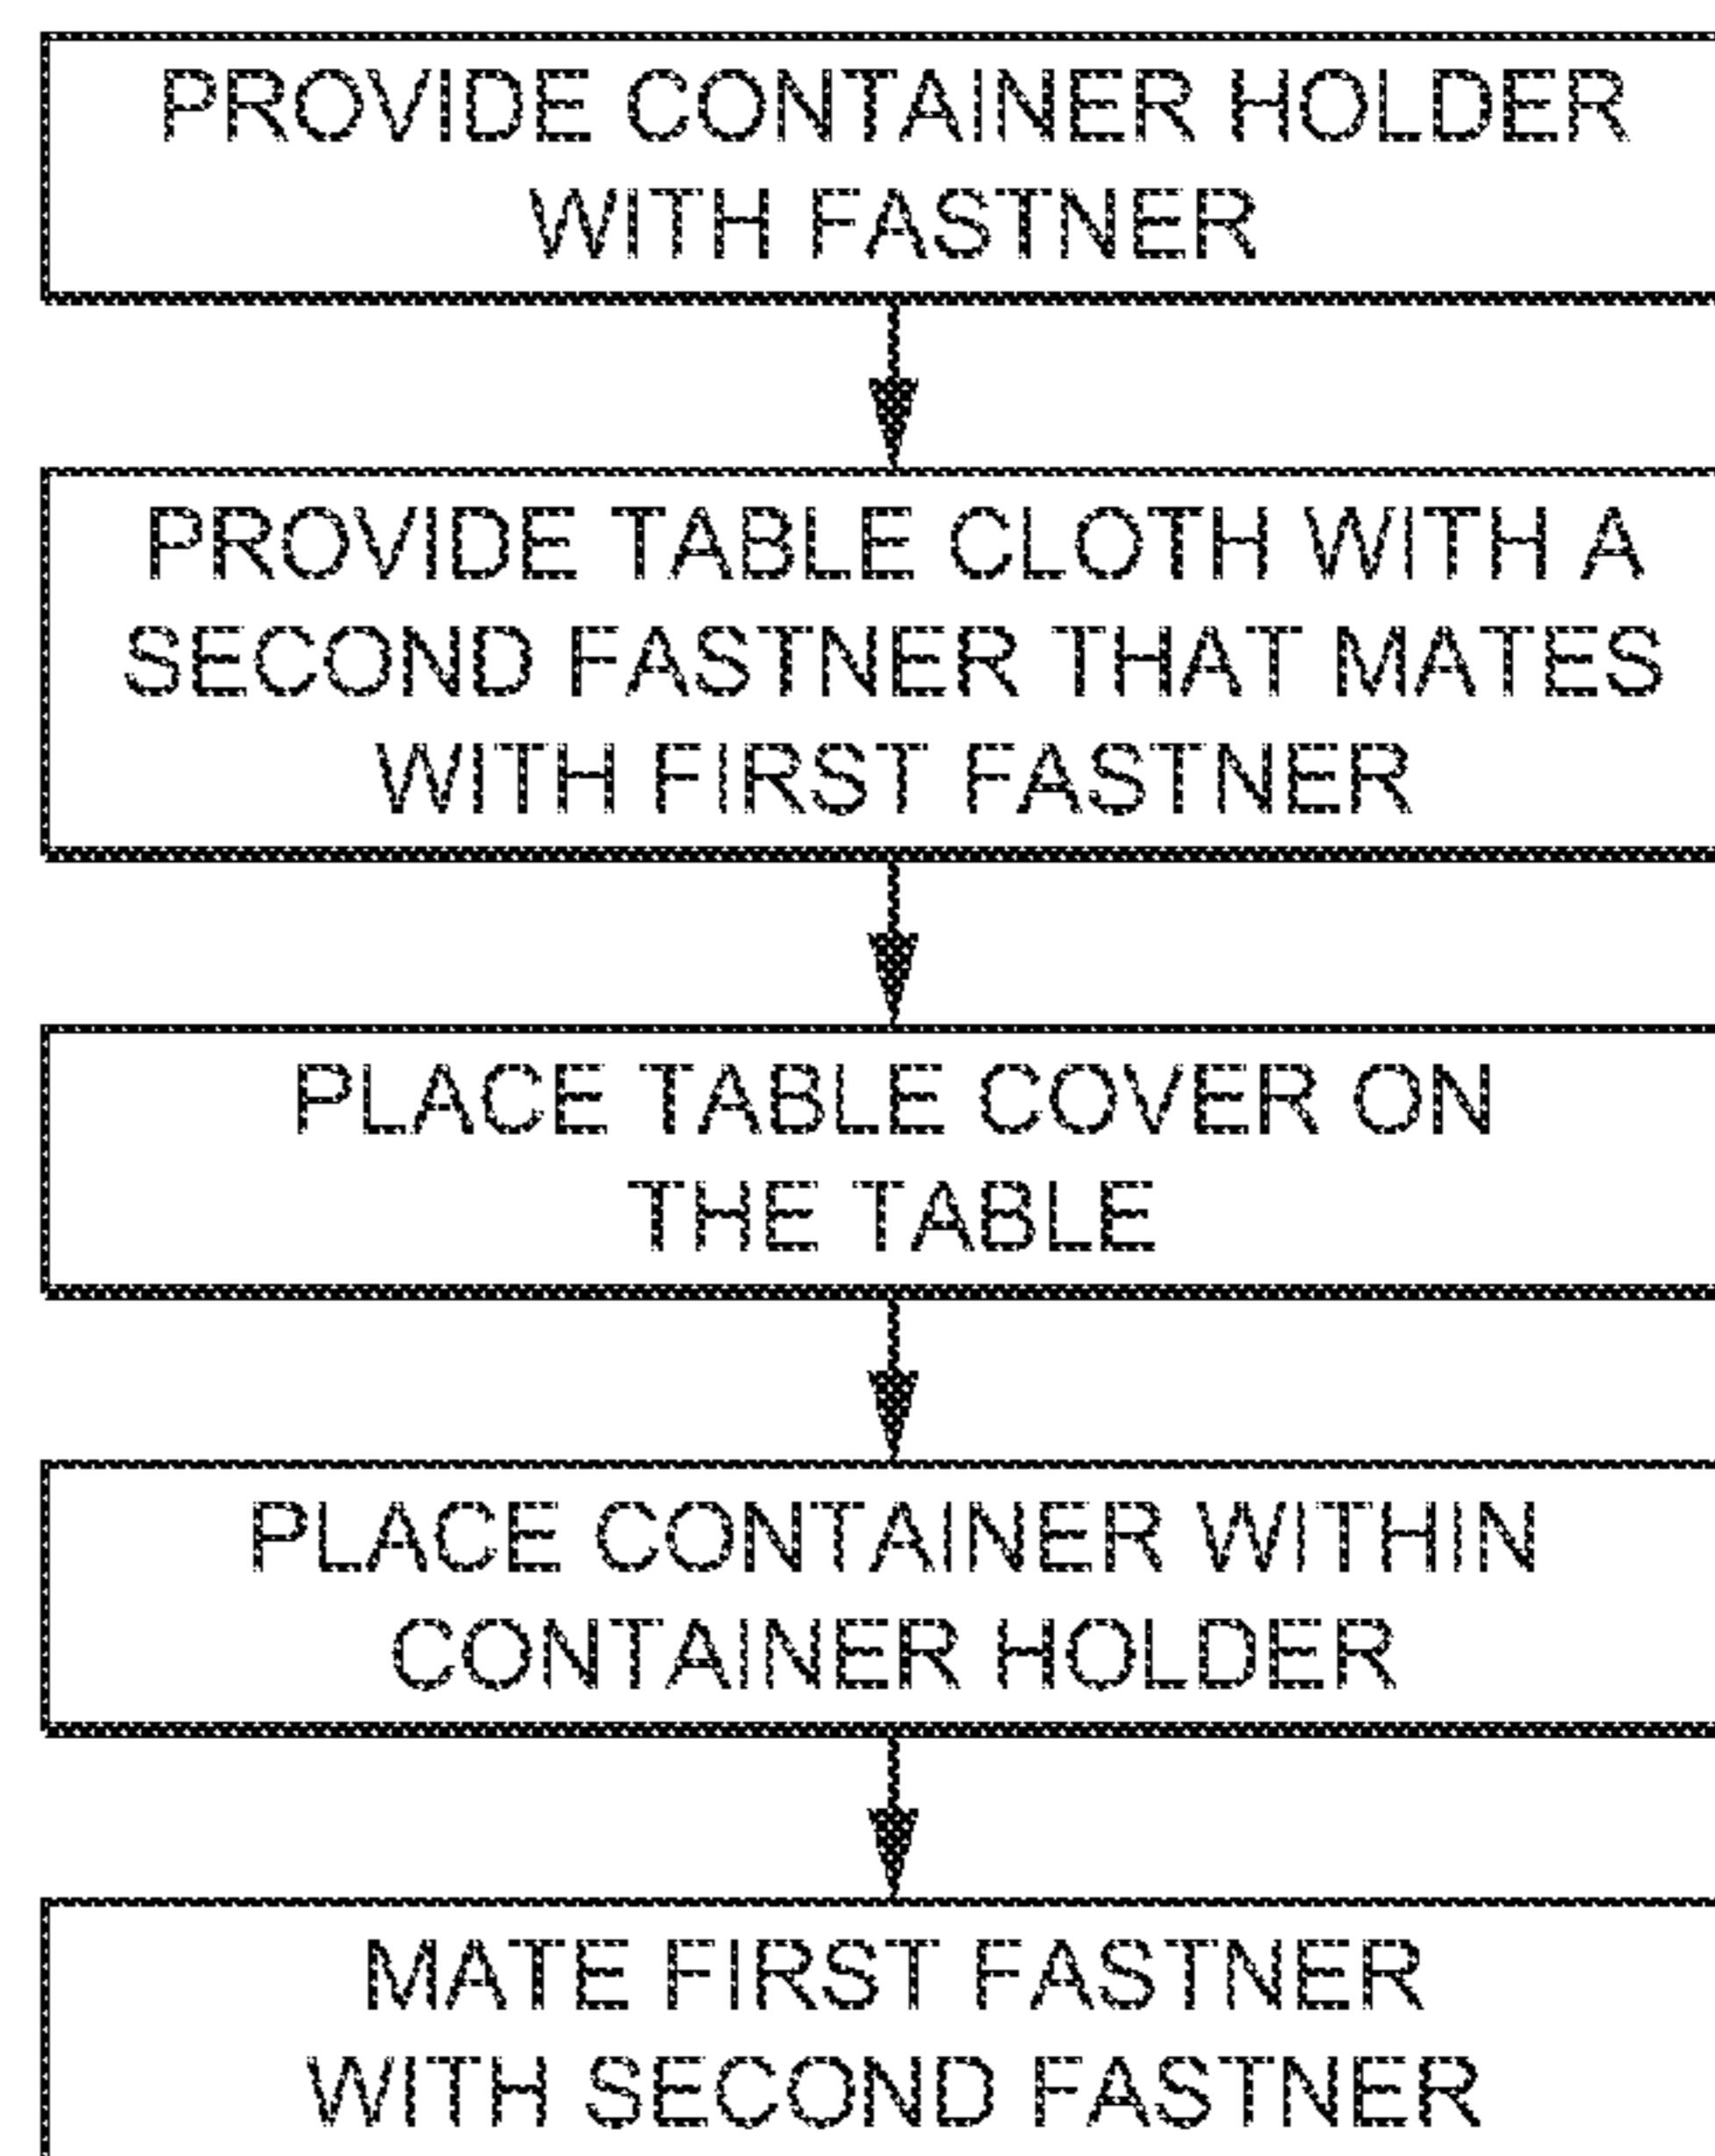 PROVIDE CONTAINER HOLDER
WITH FASTNER
PROVIDE TABLE CLOTH WITH A
SECOND FASTNER THAT MATES
WITH FIRST FASTNER
PLACE TABLE COVER ON
THE TABLE
PLACE CONTAINER WITHIN
CONTAINER HOLDER
MATE FIRST FASTNER
WITH SECOND FASTNER